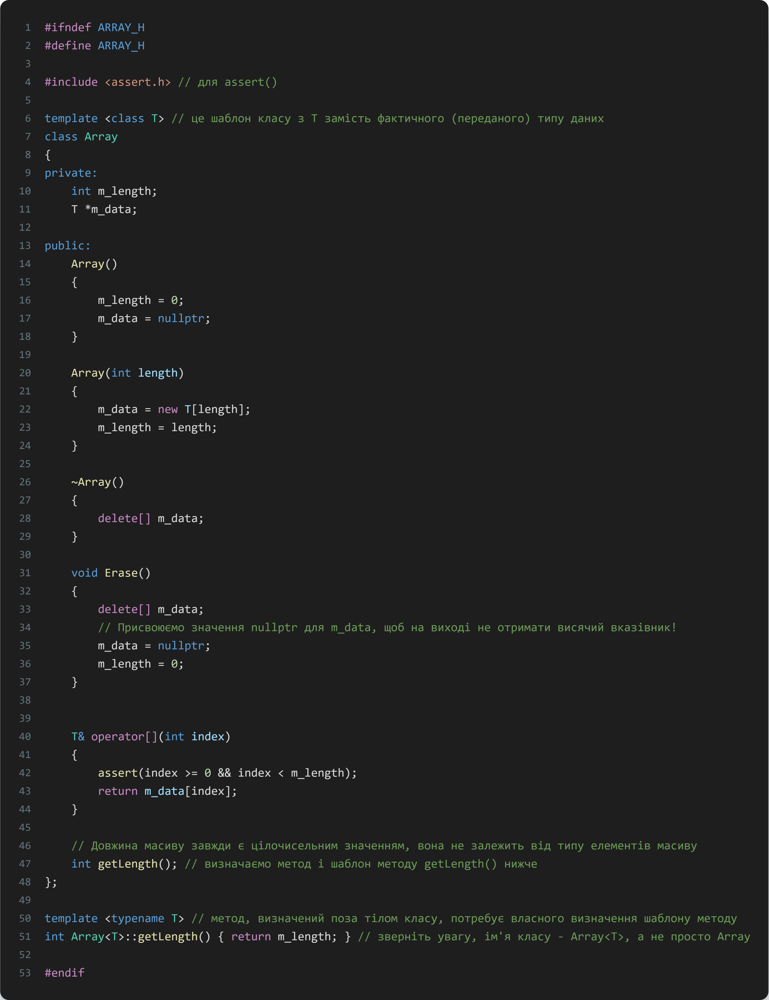 1 #ifndef ARRAY_H
2 #define ARRAY_H
3
4 #include <assert.h> // для assert()
5
6 template <class T> // це шаблон класу з T замість фактичного (переданого) типу даних
7 class Array
8 {
9 private:
10     int m_length;
11     T *m_data;
12
13 public:
14     Array()
15     {
16         m_length = 0;
17         m_data = nullptr;
18     }
19
20     Array(int length)
21     {
22         m_data = new T[length];
23         m_length = length;
24     }
25
26     ~Array()
27     {
28         delete[] m_data;
29     }
30
31     void Erase()
32     {
33         delete[] m_data;
34         // Присвоюємо значення nullptr для m_data, щоб на виході не отримати висячий вказівник!
35         m_data = nullptr;
36         m_length = 0;
37     }
38
39
40     T& operator[](int index)
41     {
42         assert(index >= 0 && index < m_length);
43         return m_data[index];
44     }
45
46     // Довжина масиву завжди є цілочисельним значенням, вона не залежить від типу елементів масиву
47     int getLength(); // визначаємо метод і шаблон методу getLength() нижче
48 };
49
50 template <typename T> // метод, визначений поза тілом класу, потребує власного визначення шаблону методу
51 int Array<T>::getLength() { return m_length; } // зверніть увагу, ім'я класу - Array<T>, а не просто Array
52
53 #endif